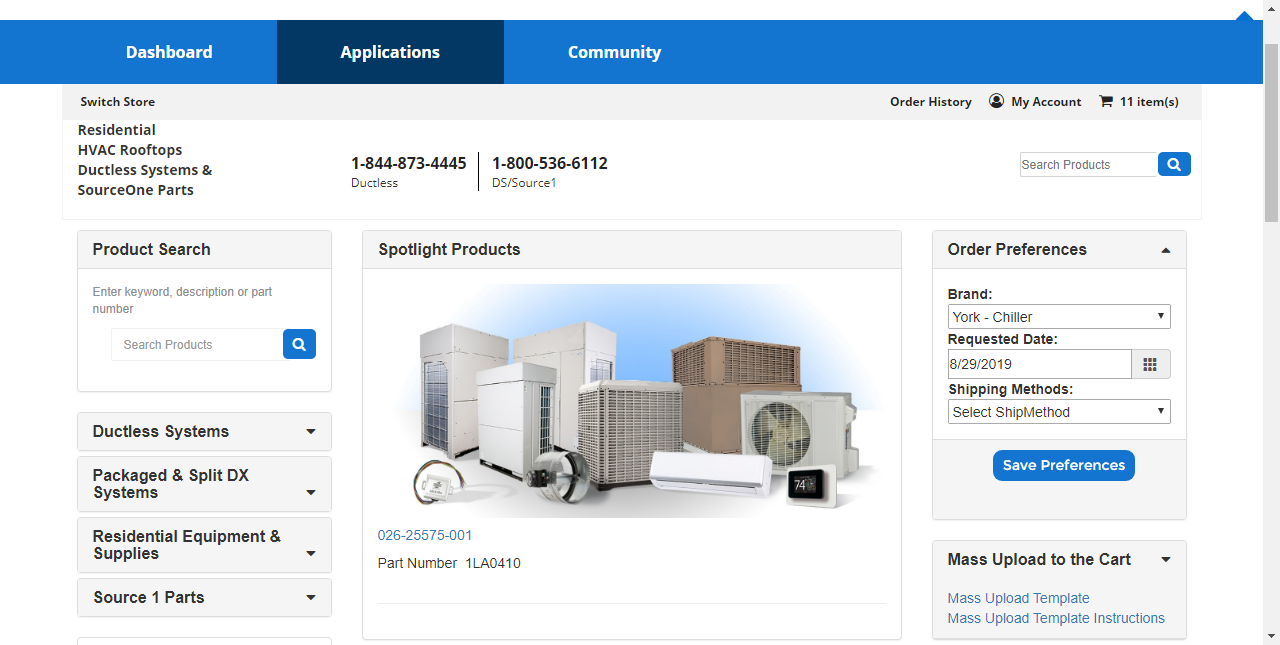 Dashboard
Applications
Community
Switch Store
Order History
My Account
11 item(s)
Residential
HVAC Rooftops
Ductless Systems &
SourceOne Parts
1-844-873-4445
Ductless
1-800-536-6112
DS/Source1
Search Products
Product Search
Enter keyword, description or part
number
Search Products
Ductless Systems
Packaged & Split DX
Systems
Residential Equipment &
Supplies
Source 1 Parts
Spotlight Products
74
026-25575-001
Part Number 1LA0410
Order Preferences
Brand:
York - Chiller
Requested Date:
8/29/2019
Shipping Methods:
Select ShipMethod
Save Preferences
Mass Upload to the Cart
Mass Upload Template
Mass Upload Template Instructions